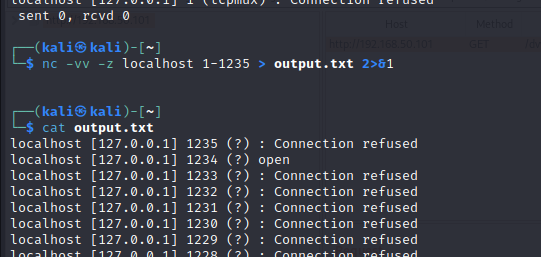 localhost [127.0.0.1] 1 (tcpmux) : Connection refused
 sent 0, rcvd 0
Host
Method
http://192.168.50.101
GET
┌──(kali㉿kali)-[~]
└─$ nc -vv -z localhost 1-1235 > output.txt 2>&1
┌──(kali㉿kali)-[~]
└─$ cat output.txt
localhost [127.0.0.1] 1235 (?) : Connection refused
localhost [127.0.0.1] 1234 (?) open
localhost [127.0.0.1] 1233 (?) : Connection refused
localhost [127.0.0.1] 1232 (?) : Connection refused
localhost [127.0.0.1] 1231 (?) : Connection refused
localhost [127.0.0.1] 1230 (?) : Connection refused
localhost [127.0.0.1] 1229 (?) : Connection refused
localhost [127.0.0.1] 1228 (?) : Connection refused